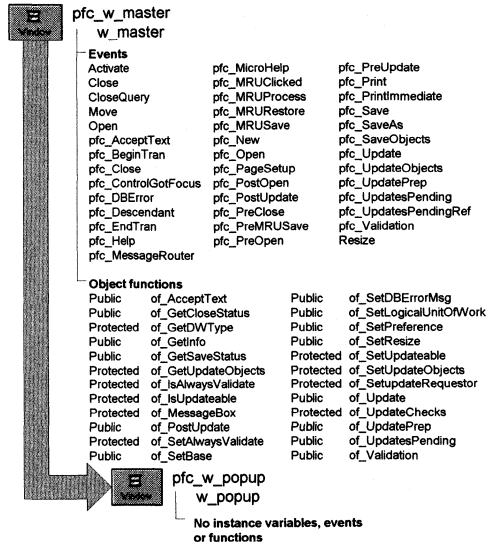 Window
pfc_w_master
w_master
Events
Activate
Close
CloseQuery
Move
Open
pfc_AcceptText
pfc_BeginTran
pfc_Close
pfc_ControlGotFocus
pfc_DBError
pfc_Descendant
pfc_EndTran
pfc_Help
pfc_MessageRouter
pfc_MicroHelp
pfc_MRUClicked
pfc_MRUProcess
pfc_MRURestore
pfc_MRUSave
pfc_New
pfc_Open
pfc_PageSetup
pfc_PostOpen
pfc_PostUpdate
pfc_PreClose
pfc_PreMRUSave
pfc_PreOpen
pfc_PreUpdate
pfc_Print
pfc_PrintImmediate
pfc_Save
pfc_SaveAs
pfc_SaveObjects
pfc_Update
pfc_UpdateObjects
pfc_UpdatePrep
pfc_UpdatesPending
pfc_UpdatesPendingRef
pfc_Validation
Resize
Object functions
Public of_AcceptText
Public of_GetCloseStatus
Protected of_GetDWType
Public of_GetInfo
Public of_GetSaveStatus
Protected of_GetUpdateObjects
Protected of_IsAlwaysValidate
Protected of_IsUpdateable
Protected of_MessageBox
Public of_PostUpdate
Protected of_SetAlwaysValidate
Public of_SetBase
Public of_SetDBErrorMsg
Public of_SetLogicalUnitOfWork
Public of_SetPreference
Public of_SetResize
Protected of_SetUpdateable
Protected of_SetUpdateObjects
Protected of_SetupdateRequestor
Public of_Update
Protected of_UpdateChecks
Public of_UpdatePrep
Public of_UpdatesPending
Public of_Validation
Window
pfc_w_popup
w_popup
No instance variables, events
or functions